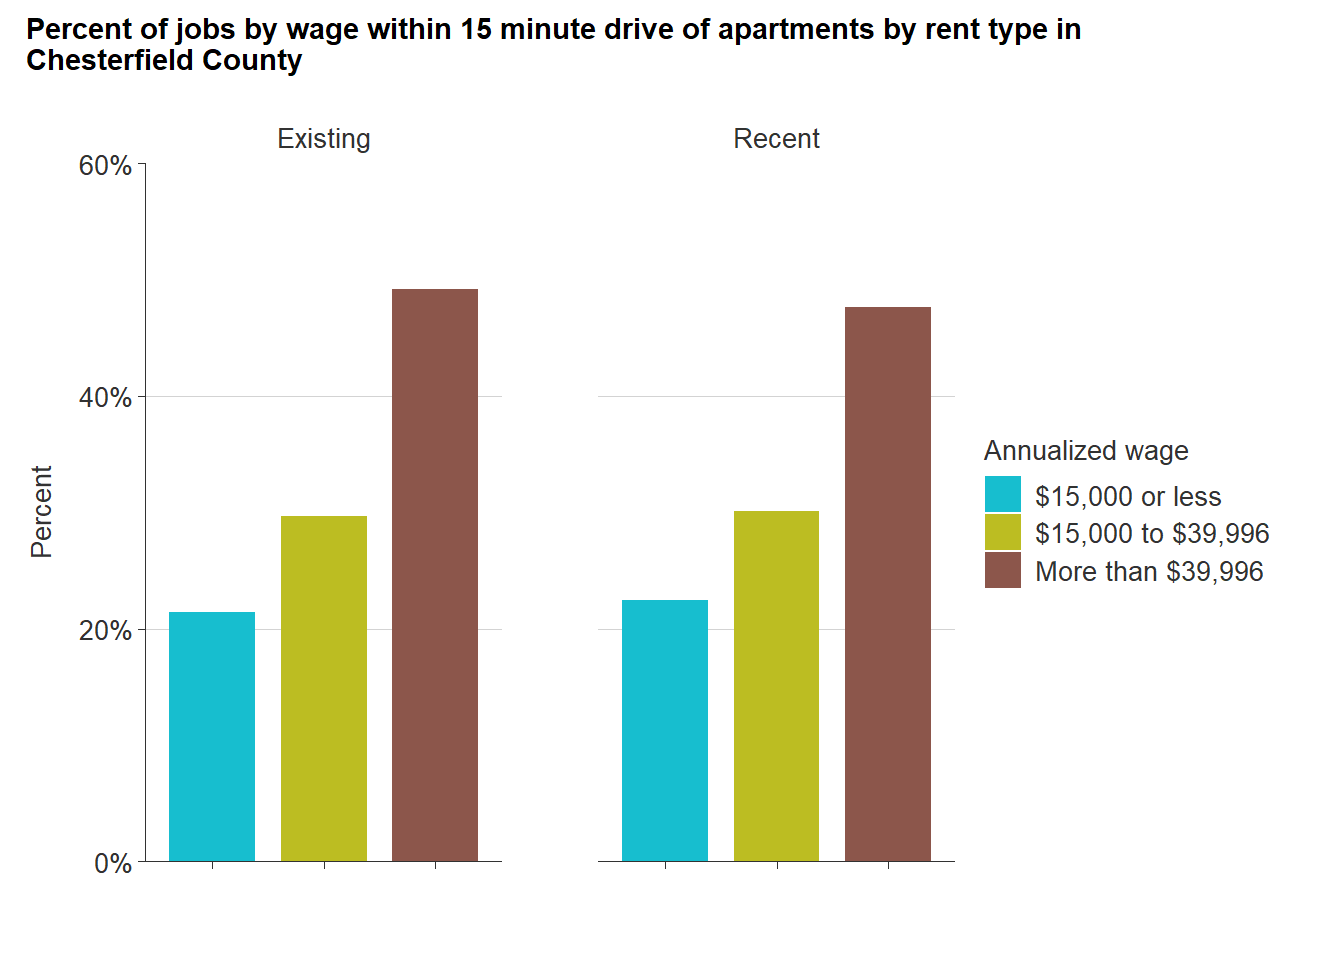 Percent of jobs by wage within 15 minute drive of apartments by rent type in
Chesterfield County
Existing
Recent
60%
40%
20%
0%
Percent
Annualized wage
$15,000 or less
$15,000 to $39,996
More than $39,996